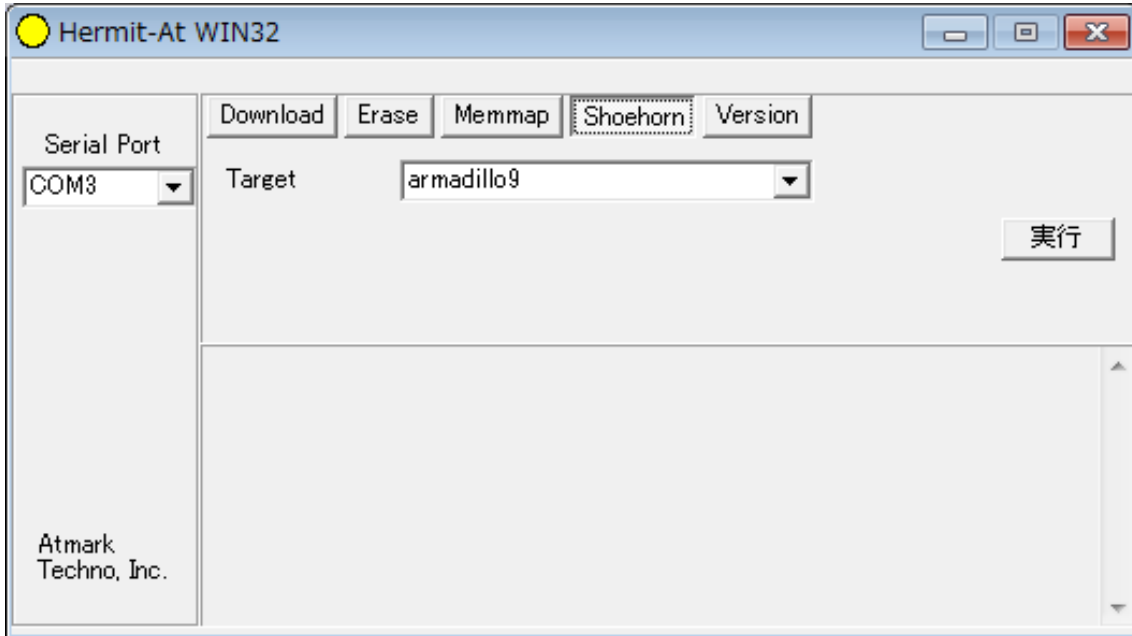 Hermit-At WIN32
Serial Port
COM3
Download Erase Memmap Shoehorn Version
Target armadillo9
実行
Atmark
Techno, Inc.